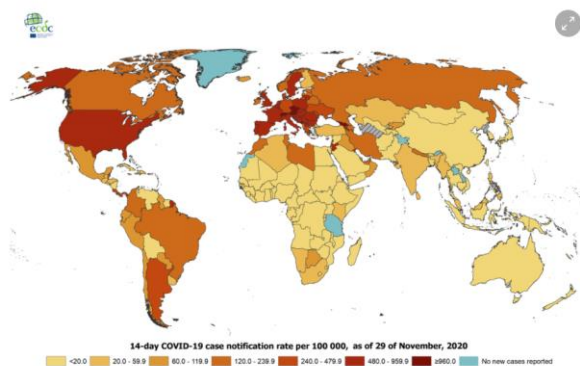 ecdc
14-day COVID-19 case notification rate per 100 000, as of 29 of November, 2020
<20.0 20.0 - 59.9 60.0 - 119.9 120.0 - 239.9 240.0 - 479.9 480.0 - 959.9 ≥960.0 No new cases reported